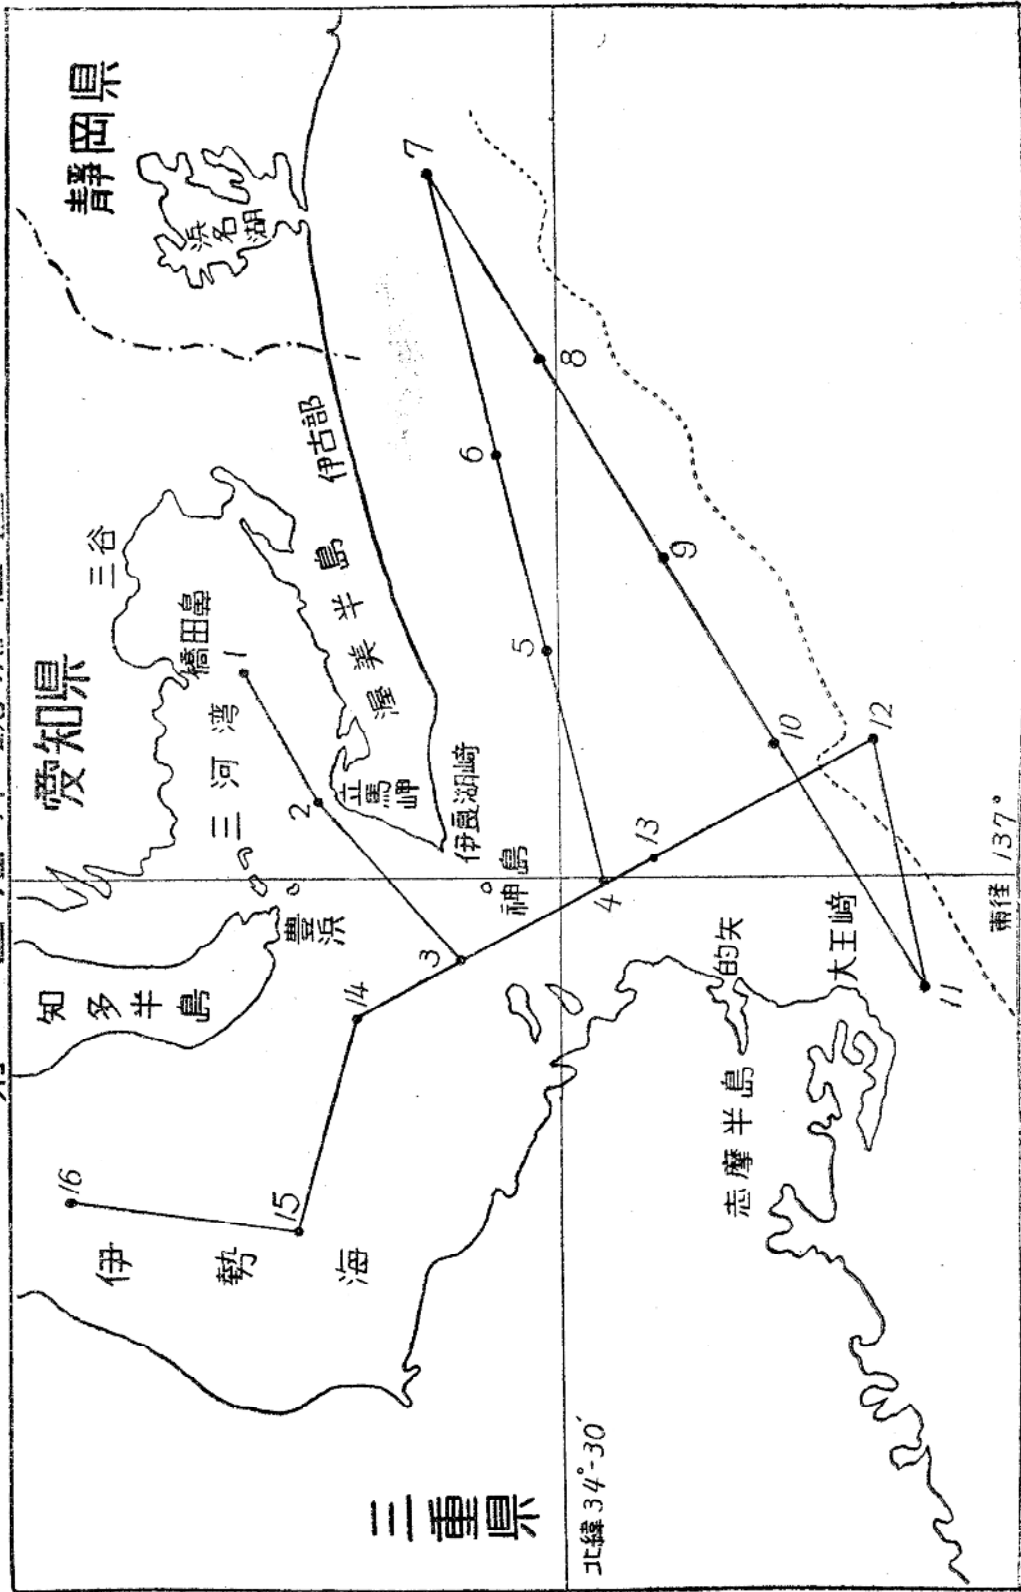 静岡県
浜名湖
愛知県
三谷
橋田鼻
三河湾
伊古部
渥美半島
立馬岬
伊良湖崎
神島
豊浜
知多半島
伊勢海
三重県
志摩半島
的矢
大王崎
北緯34°-30′
東経137°
1
2
3
4
5
6
7
8
9
10
11
12
13
14
15
16